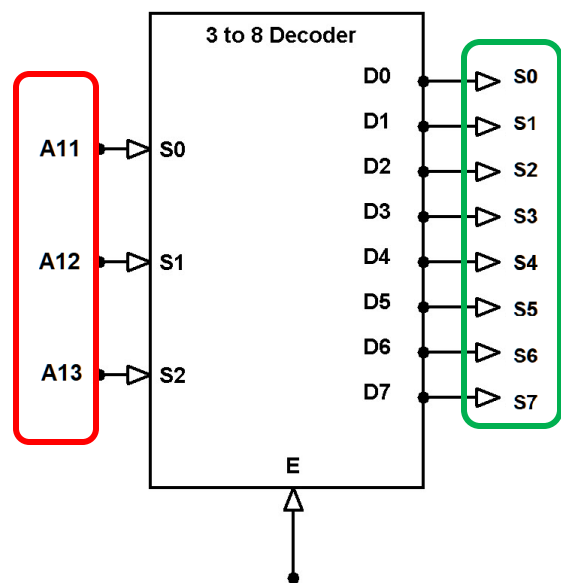 3 to 8 Decoder
D0 S0
D1 S1
A11 S0
D2 S2
D3 S3
A12 S1
D4 S4
D5 S5
D6 S6
A13 S2
D7 S7
E